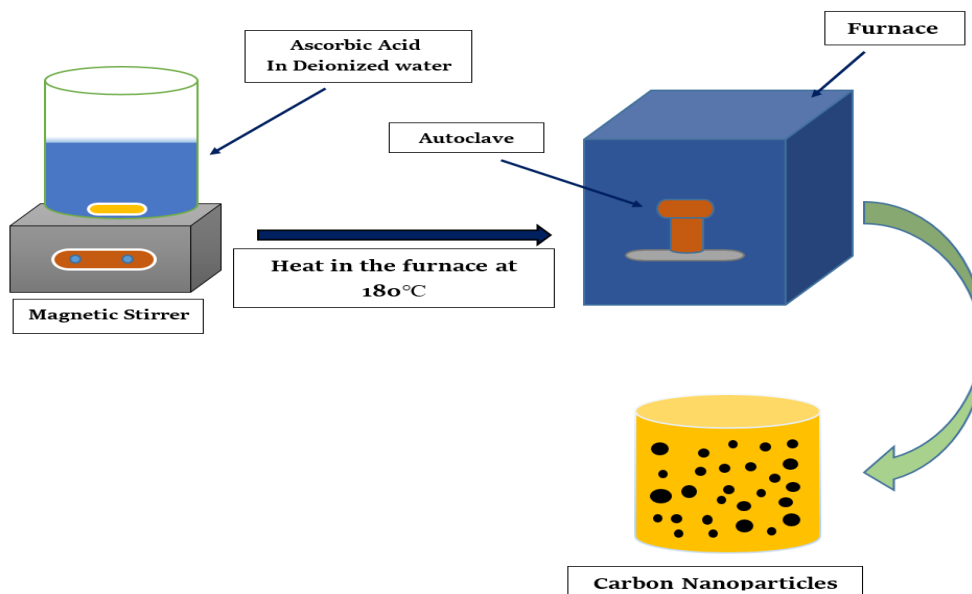 Ascorbic Acid
In Deionized water
Furnace
Autoclave
Heat in the furnace at
180°C
Magnetic Stirrer
Carbon Nanoparticles